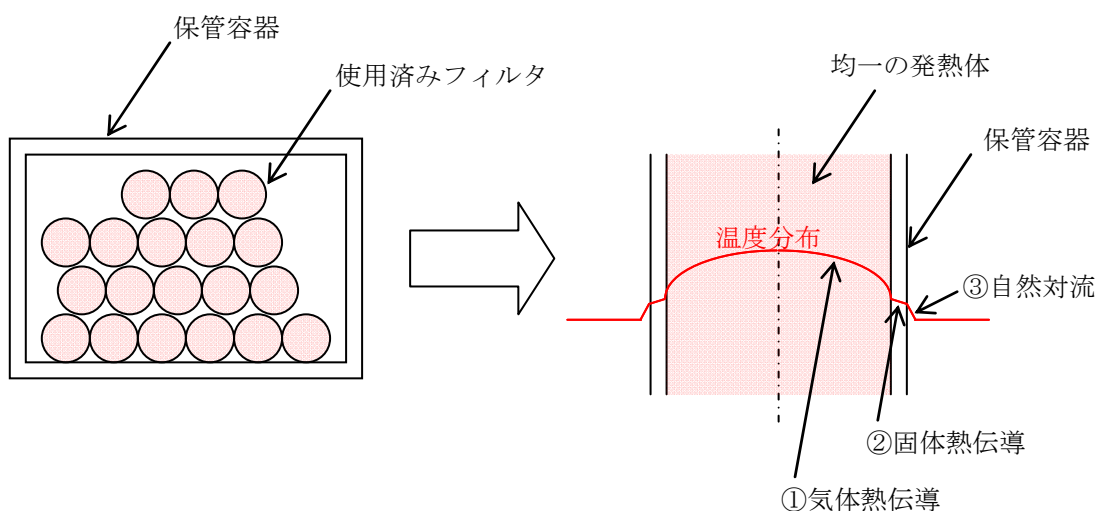 保管容器
使用済みフィルタ
均一の発熱体
保管容器
温度分布
③自然対流
②固体熱伝導
①気体熱伝導